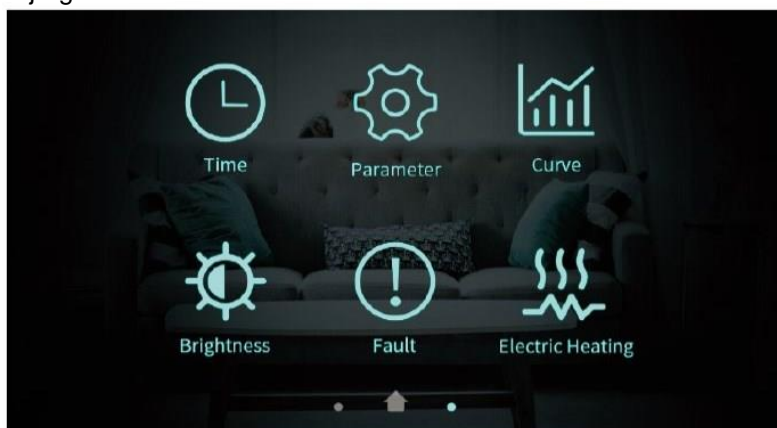 Time
Parameter
Curve
Brightness
Fault
Electric Heating